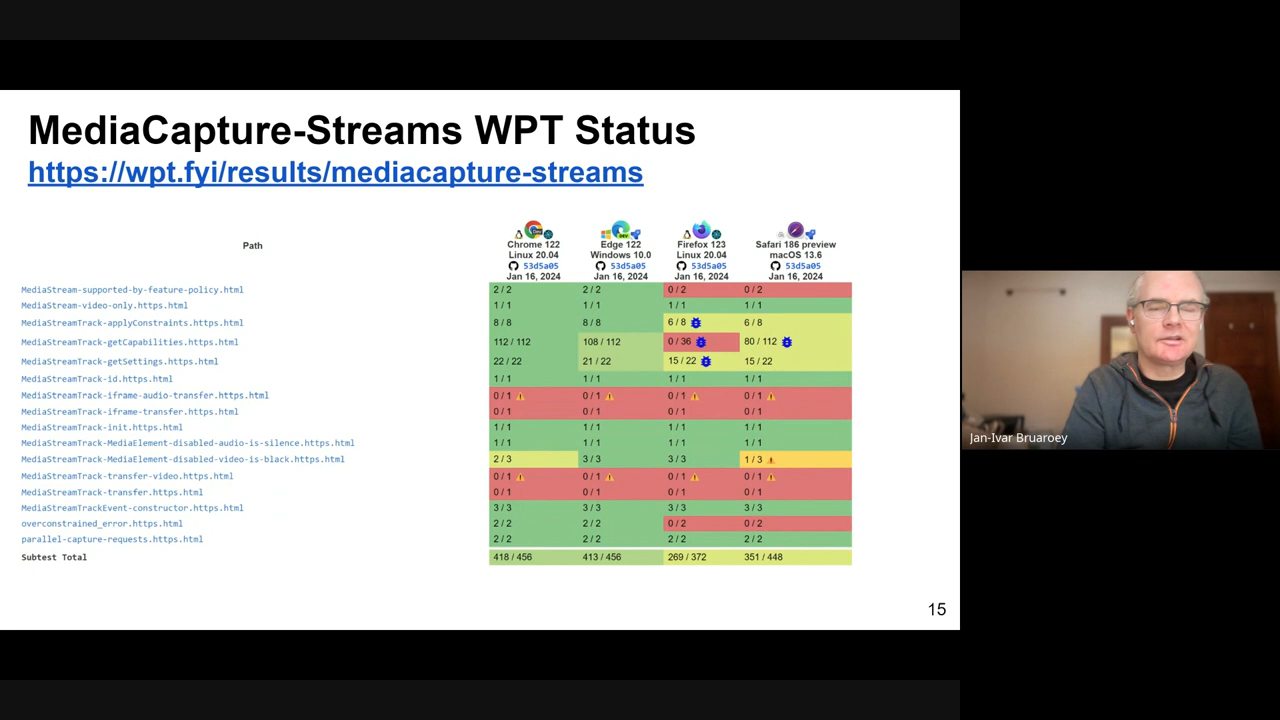 MediaCapture-Streams WPT Status
https://wpt.fyi/results/mediacapture-streams
Path
Chrome 122 Linux 20.04 53d5a05 Jan 16, 2024
Edge 122 Windows 10.0 53d5a05 Jan 16, 2024
Firefox 123 Linux 20.04 53d5a05 Jan 16, 2024
Safari 186 preview macOS 13.6 53d5a05 Jan 16, 2024
MediaStream-supported-by-feature-policy.html 2 / 2 2 / 2 0 / 2 0 / 2
MediaStream-video-only.https.html 1 / 1 1 / 1 1 / 1 1 / 1
MediaStreamTrack-applyConstraints.https.html 8 / 8 8 / 8 6 / 8 6 / 8
MediaStreamTrack-getCapabilities.https.html 112 / 112 108 / 112 0 / 36 80 / 112
MediaStreamTrack-getSettings.https.html 22 / 22 21 / 22 15 / 22 15 / 22
MediaStreamTrack-id.https.html 1 / 1 1 / 1 1 / 1 1 / 1
MediaStreamTrack-iframe-audio-transfer.https.html 0 / 1 0 / 1 0 / 1 0 / 1
MediaStreamTrack-iframe-transfer.https.html 0 / 1 0 / 1 0 / 1 0 / 1
MediaStreamTrack-init.https.html 1 / 1 1 / 1 1 / 1 1 / 1
MediaStreamTrack-MediaElement-disabled-audio-is-silence.https.html 1 / 1 1 / 1 1 / 1 1 / 1
MediaStreamTrack-MediaElement-disabled-video-is-black.https.html 2 / 3 3 / 3 3 / 3 1 / 3
MediaStreamTrack-transfer-video.https.html 0 / 1 0 / 1 0 / 1 0 / 1
MediaStreamTrack-transfer.https.html 0 / 1 0 / 1 0 / 1 0 / 1
MediaStreamTrackEvent-constructor.https.html 3 / 3 3 / 3 3 / 3 3 / 3
overconstrained_error.https.html 2 / 2 2 / 2 0 / 2 0 / 2
parallel-capture-requests.https.html 2 / 2 2 / 2 2 / 2 2 / 2
Subtest Total 418 / 456 413 / 456 269 / 372 351 / 448
15
Jan-Ivar Bruaroey